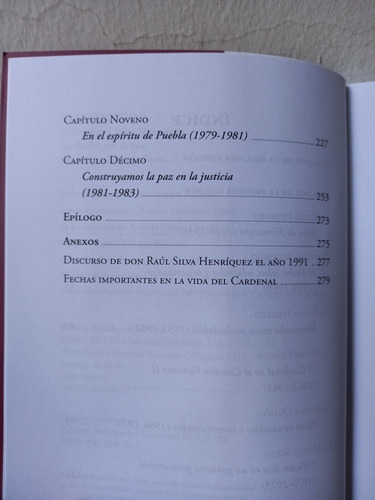 CAPÍTULO NOVENO
En el espíritu de Puebla (1979-1981) 227
CAPÍTULO DÉCIMO
Construyamos la paz en la justicia
(1981-1983) 253
EPÍLOGO 273
ANEXOS 275
DISCURSO DE DON RAÚL SILVA HENRÍQUEZ EL AÑO 1991 277
FECHAS IMPORTANTES EN LA VIDA DEL CARDENAL 279